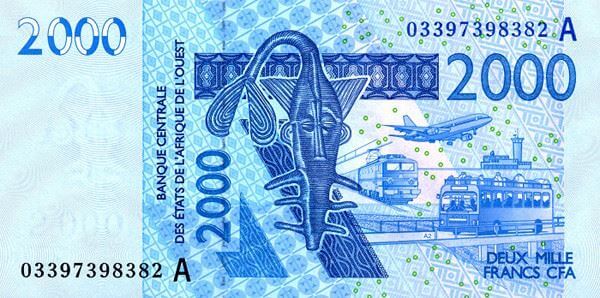 2000
03397398382 A
2000
BANQUE CENTRALE
DES ÉTATS DE L'AFRIQUE DE L'OUEST
2000
A2
03397398382 A
DEUX MILLE
FRANCS CFA